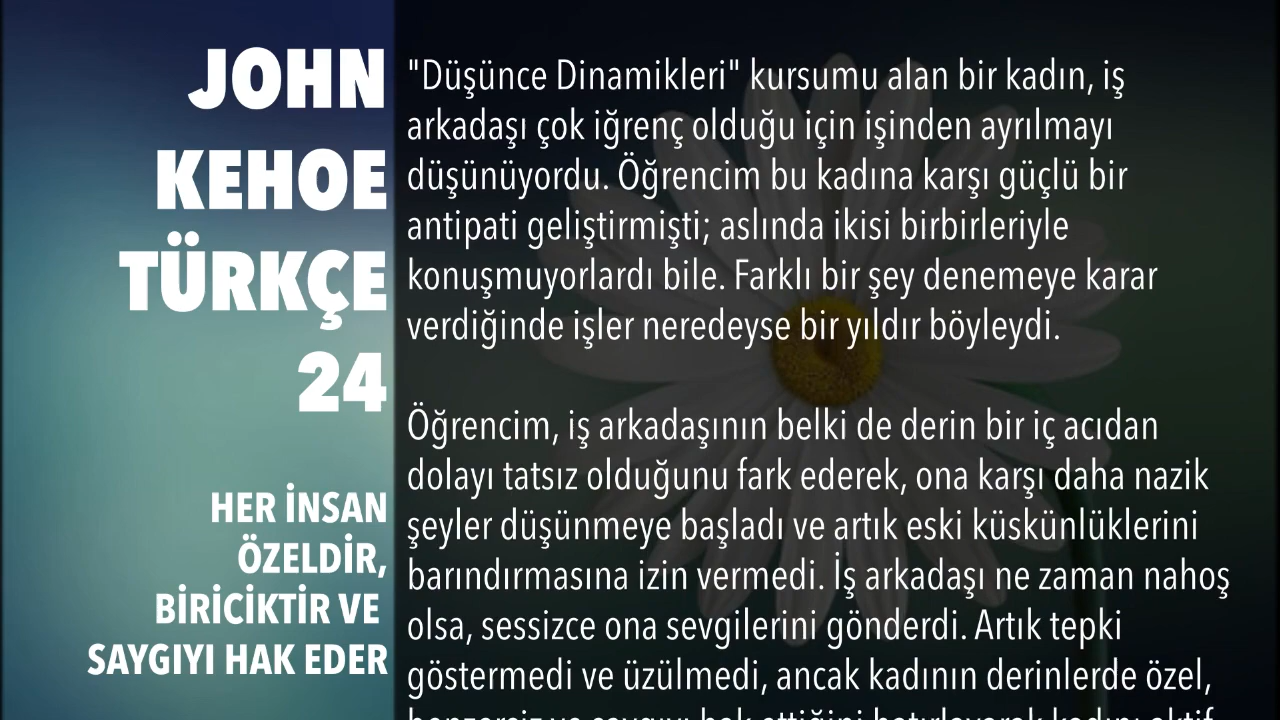 JOHN
KEHOE
TÜRKÇE
24
HER İNSAN
ÖZELDİR,
BİRİCİKTİR VE
SAYGIYI HAK EDER
"Düşünce Dinamikleri" kursumu alan bir kadın, iş
arkadaşı çok iğrenç olduğu için işinden ayrılmayı
düşünüyordu. Öğrencim bu kadına karşı güçlü bir
antipati geliştirmişti; aslında ikisi birbirleriyle
konuşmuyorlardı bile. Farklı bir şey denemeye karar
verdiğinde işler neredeyse bir yıldır böyleydi.
Öğrencim, iş arkadaşının belki de derin bir iç acıdan
dolayı tatsız olduğunu fark ederek, ona karşı daha nazik
şeyler düşünmeye başladı ve artık eski küskünlüklerini
barındırmasına izin vermedi. İş arkadaşı ne zaman nahoş
olsa, sessizce ona sevgilerini gönderdi. Artık tepki
göstermedi ve üzülmedi, ancak kadının derinlerde özel,